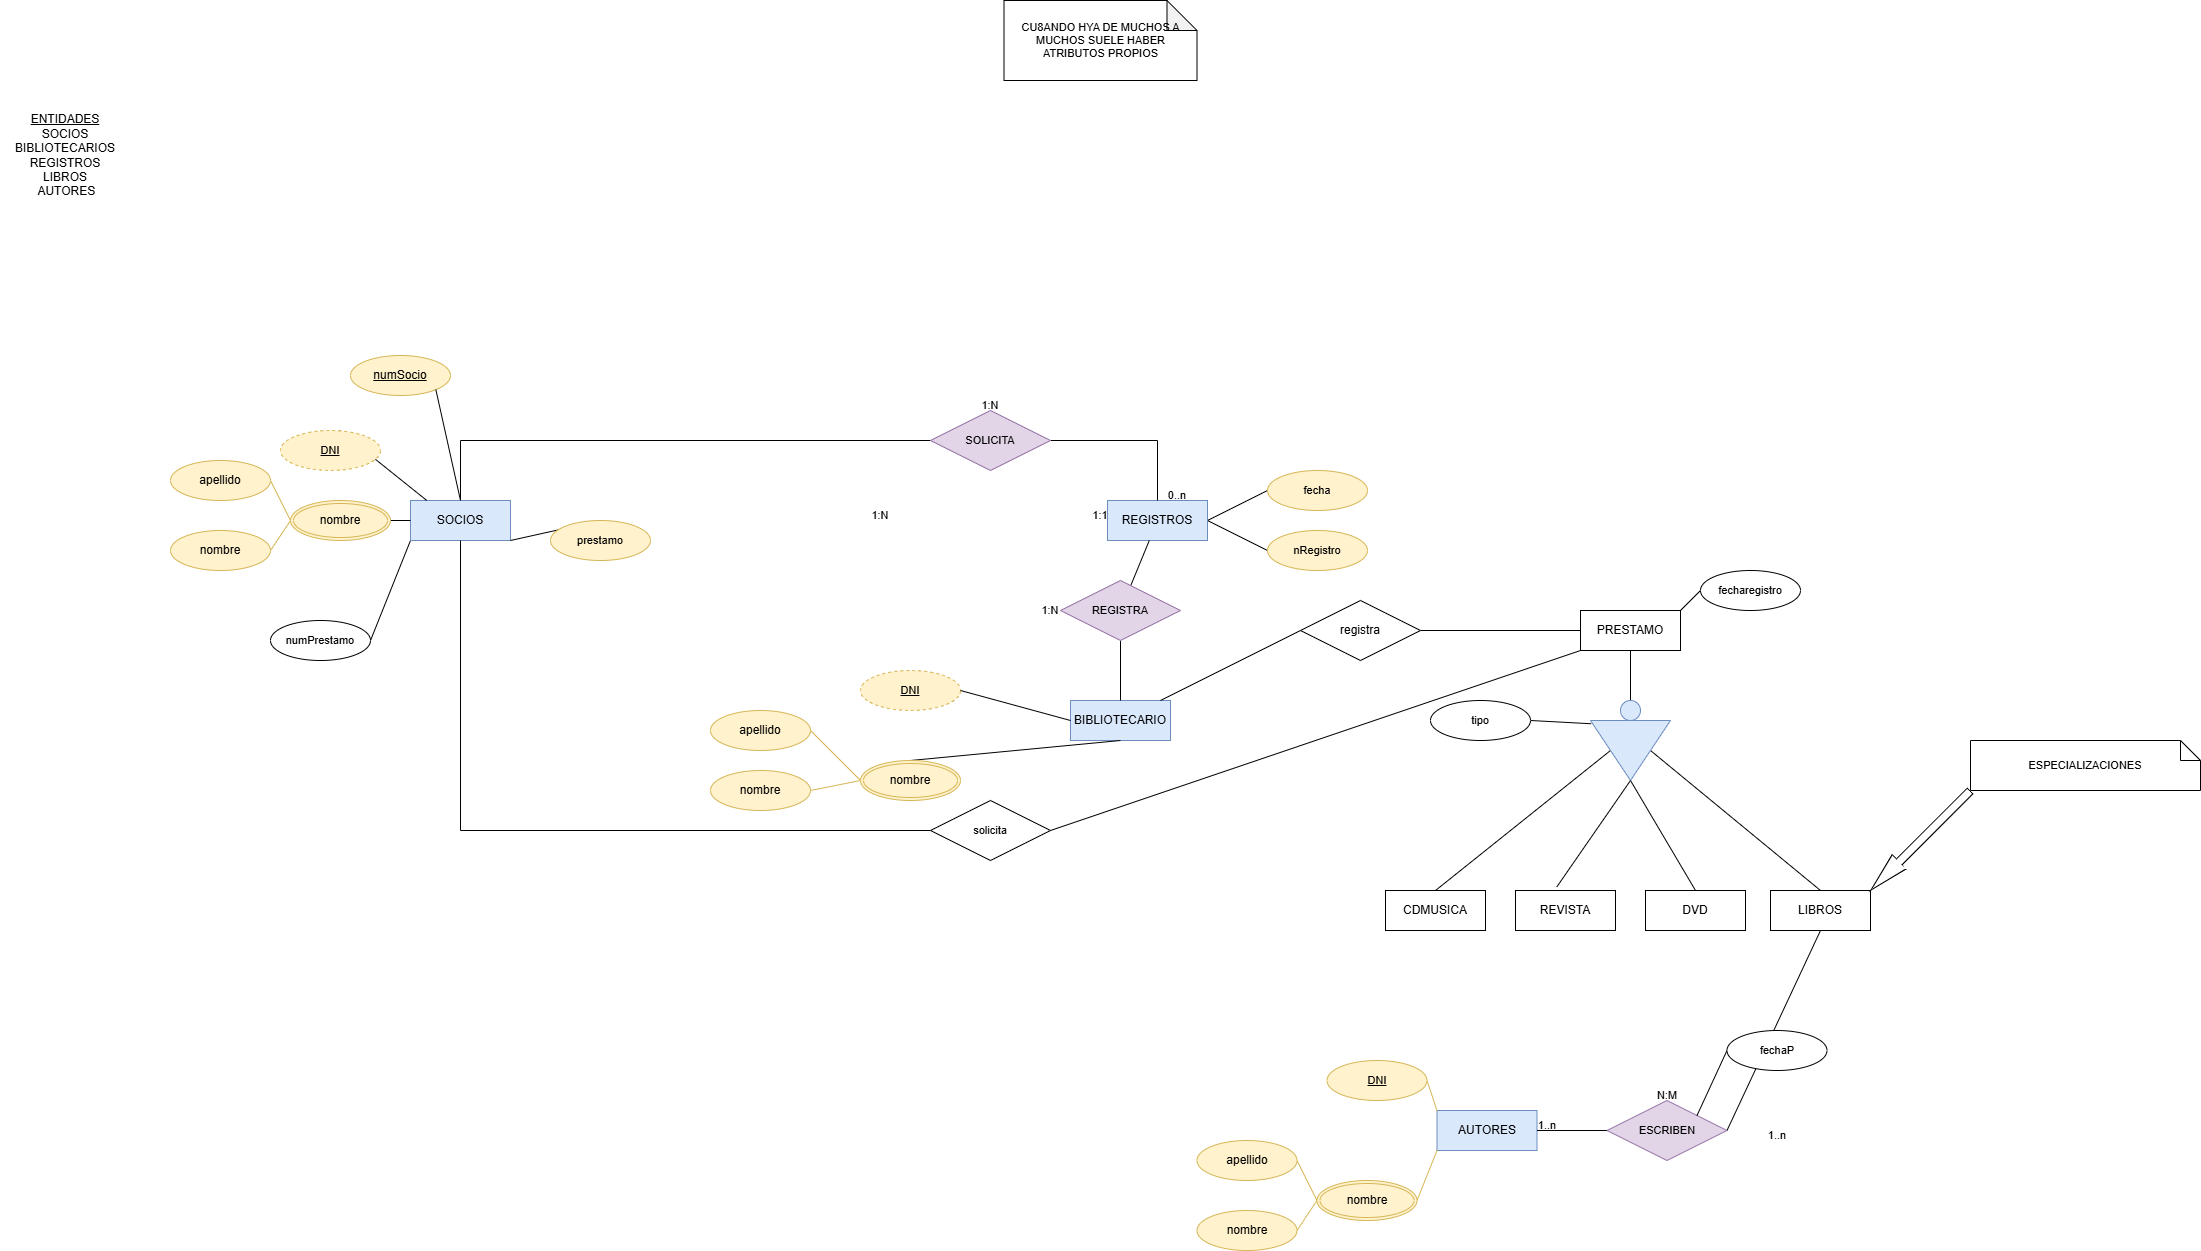 CU8ANDO HYA DE MUCHOS A
MUCHOS SUELE HABER
ATRIBUTOS PROPIOS
ENTIDADES
SOCIOS
BIBLIOTECARIOS
REGISTROS
LIBROS
AUTORES
numSocio
1:N
SOLICITA
DNI
apellido
nombre
nombre
SOCIOS
prestamo
numPrestamo
1:N
0..n
1:1
REGISTROS
fecha
nRegistro
1:N
REGISTRA
registra
PRESTAMO
fecharegistro
DNI
apellido
nombre
nombre
BIBLIOTECARIO
tipo
ESPECIALIZACIONES
solicita
CDMUSICA
REVISTA
DVD
LIBROS
fechaP
DNI
N:M
AUTORES
1..n
ESCRIBEN
1..n
apellido
nombre
nombre